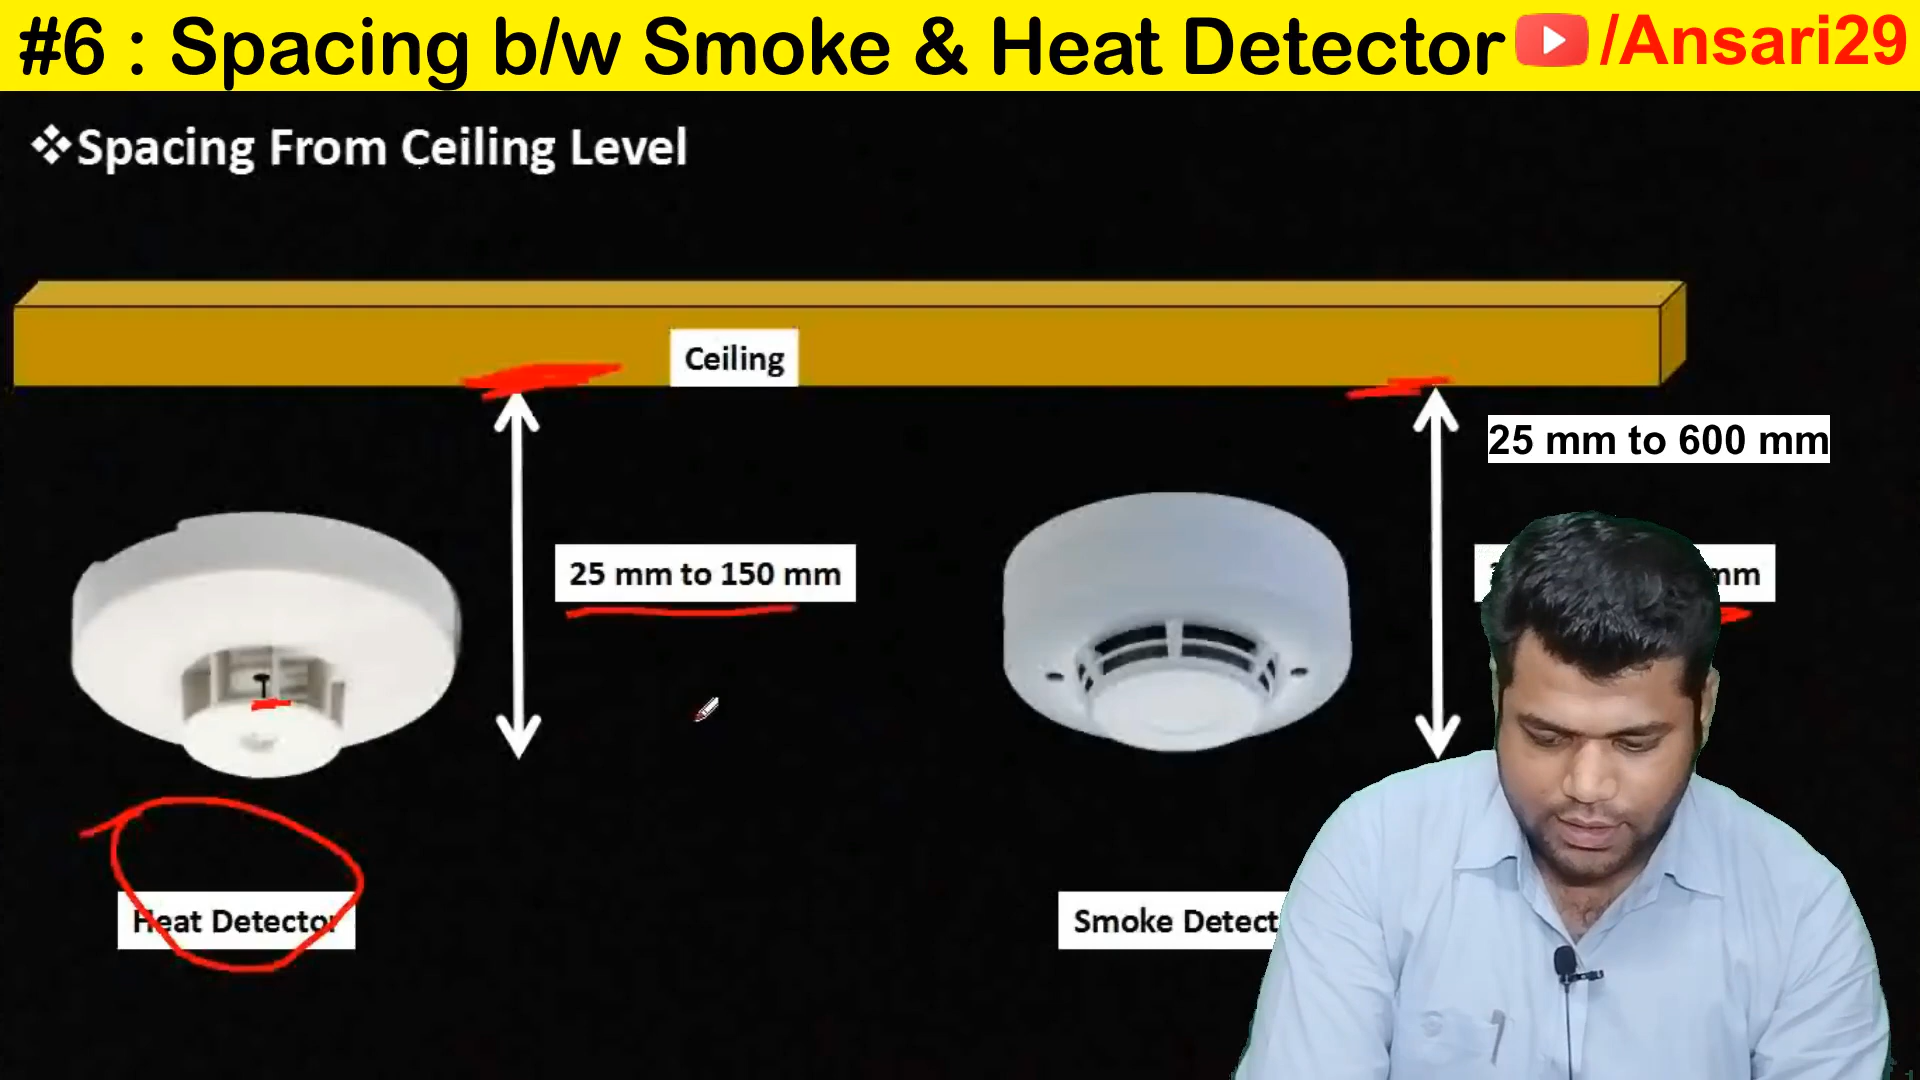 #6 : Spacing b/w Smoke & Heat Detector /Ansari29
❖Spacing From Ceiling Level
Ceiling
25 mm to 600 mm
25 mm to 150 mm
mm
Heat Detector
Smoke Detect